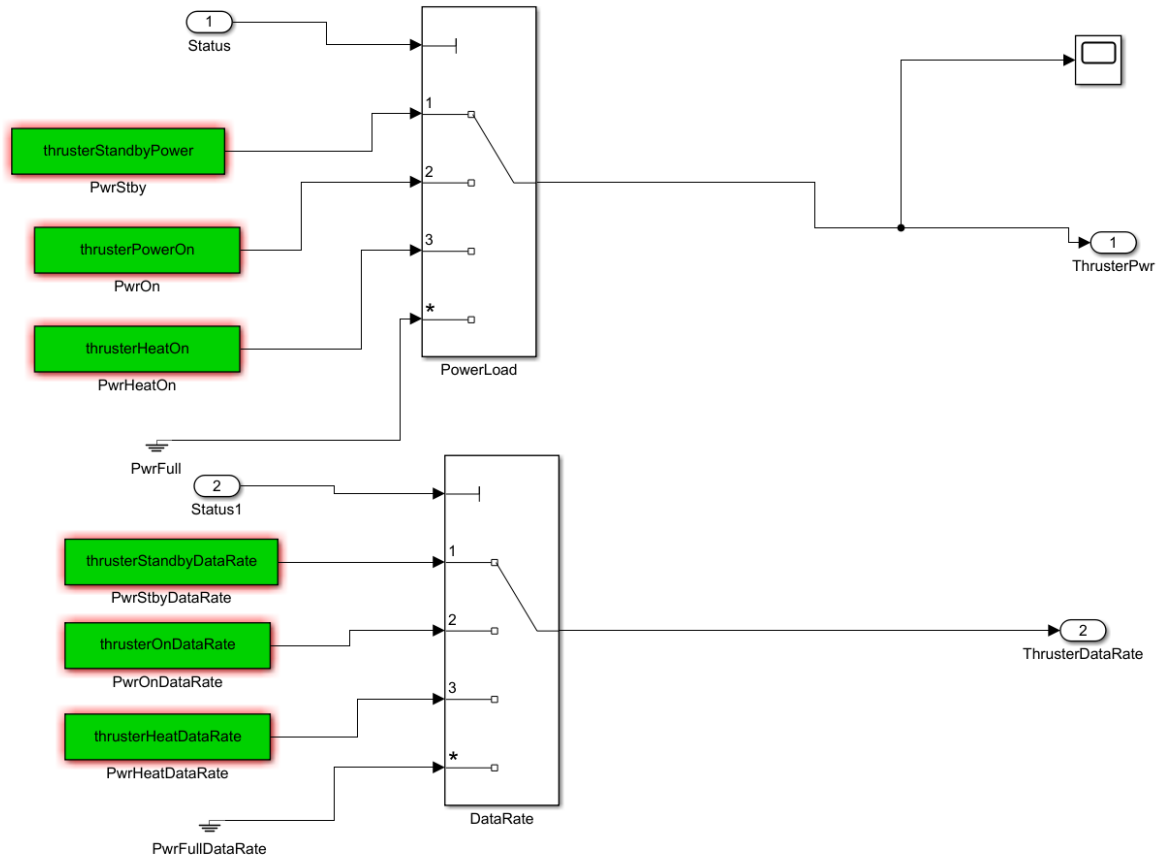 1
Status
thrusterStandbyPower
PwrStby
1
2
thrusterPowerOn
PwrOn
3
thrusterHeatOn
PwrHeatOn
*
PowerLoad
PwrFull
1
ThrusterPwr
2
Status1
thrusterStandbyDataRate
PwrStbyDataRate
1
thrusterOnDataRate
PwrOnDataRate
2
thrusterHeatDataRate
PwrHeatDataRate
3
*
DataRate
PwrFullDataRate
2
ThrusterDataRate